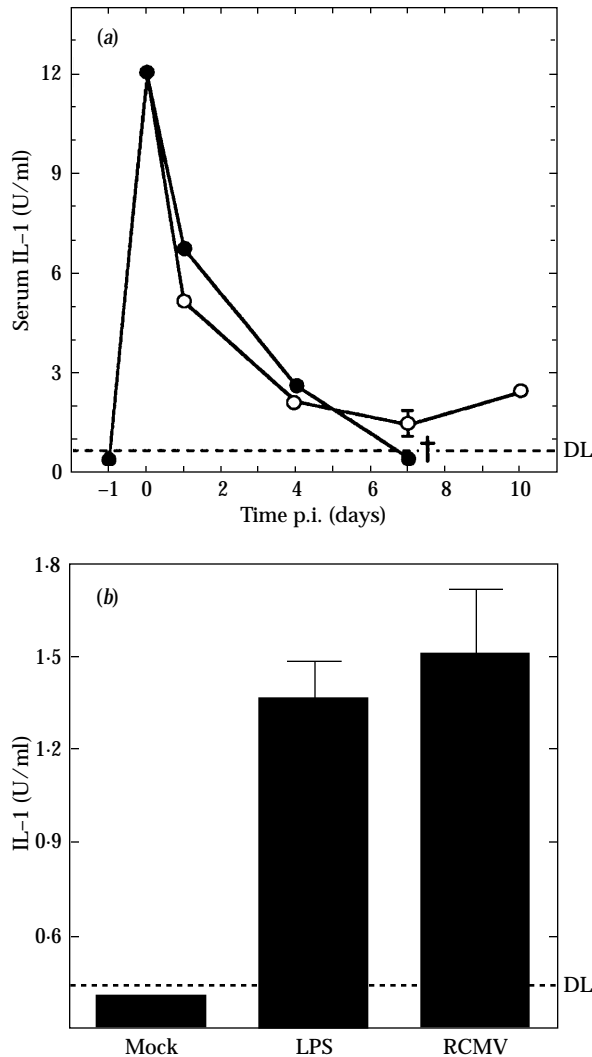 (a)
12
9
6
3
0
Serum IL–1 (U/ml)
†
DL
–1 0 2 4 6 8 10
Time p.i. (days)
(b)
1·8
1·5
1·2
0·9
0·6
IL–1 (U/ml)
DL
Mock LPS RCMV